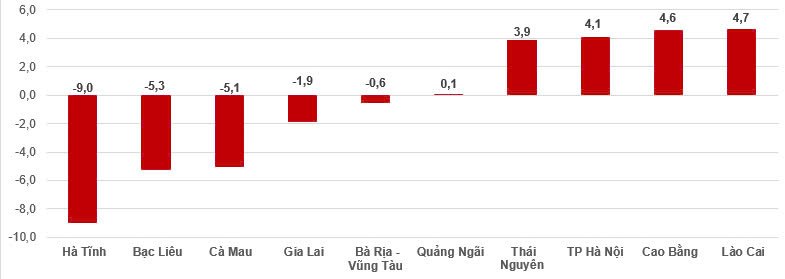 6,0
4,0
2,0
0,0
-2,0
-4,0
-6,0
-8,0
-10,0
-9,0
-5,3
-5,1
-1,9
-0,6
0,1
3,9
4,1
4,6
4,7
Hà Tĩnh
Bạc Liêu
Cà Mau
Gia Lai
Bà Rịa -
Vũng Tàu
Quảng Ngãi
Thái
Nguyên
TP Hà Nội
Cao Bằng
Lào Cai